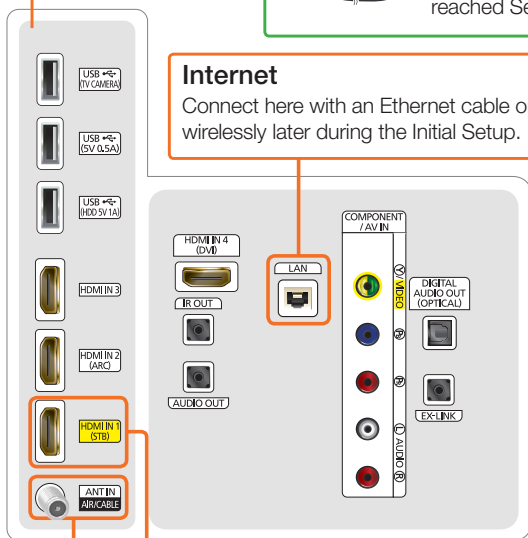 reached Se
Internet
Connect here with an Ethernet cable o
wirelessly later during the Initial Setup.
USB
(TV CAMERA)
USB
(5V 0.5A)
USB
(HDD 5V 1A)
HDMI IN 3
HDMI IN 2
(ARC)
HDMI IN 1
(STB)
ANT IN
AIR/CABLE
HDMI IN 4
(DVI)
IR OUT
AUDIO OUT
LAN
COMPONENT
/ AV IN
Y/ VIDEO
L AUDIO R
DIGITAL
AUDIO OUT
(OPTICAL)
EX-LINK